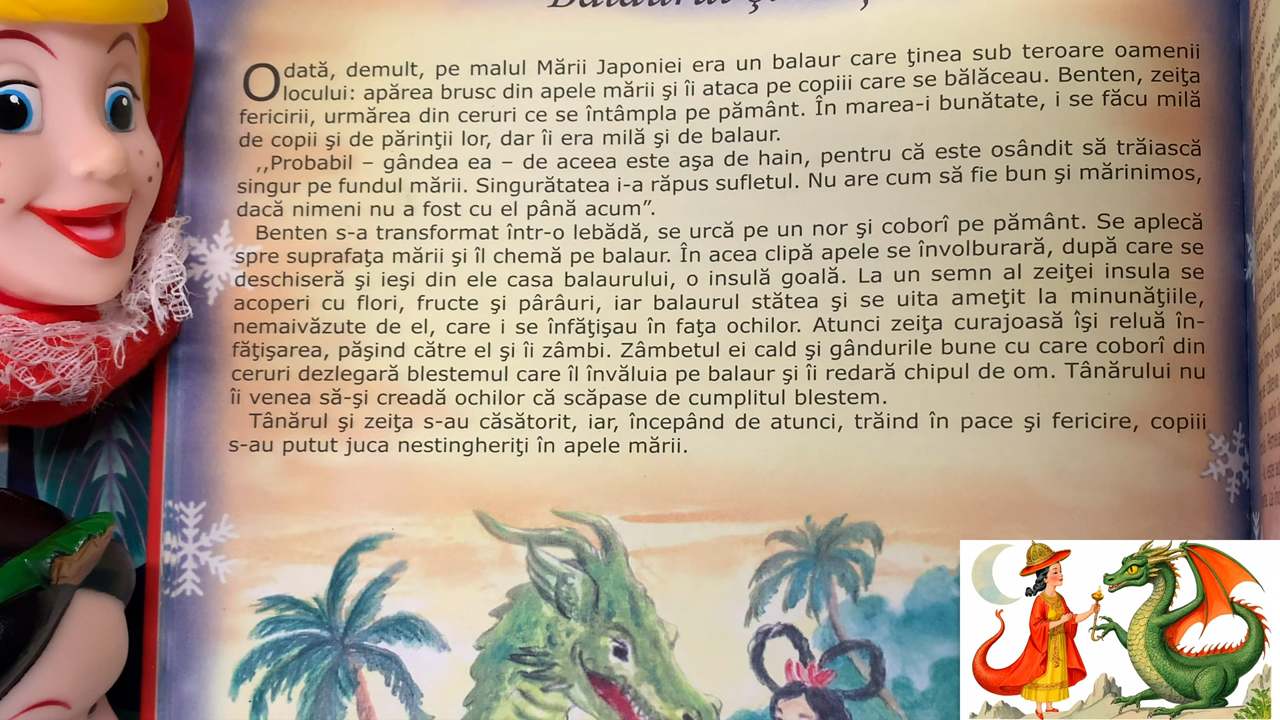 Odată, demult, pe malul Mării Japoniei era un balaur care ţinea sub teroare oamenii
locului: apărea brusc din apele mării şi îi ataca pe copiii care se bălăceau. Benten, zeiţa
fericirii, urmărea din ceruri ce se întâmpla pe pământ. În marea-i bunătate, i se făcu milă
de copii şi de părinţii lor, dar îi era milă şi de balaur.
,,Probabil – gândea ea – de aceea este aşa de hain, pentru că este osândit să trăiască
singur pe fundul mării. Singurătatea i-a răpus sufletul. Nu are cum să fie bun şi mărinimos,
dacă nimeni nu a fost cu el până acum”.
Benten s-a transformat într-o lebădă, se urcă pe un nor şi coborî pe pământ. Se aplecă
spre suprafaţa mării şi îl chemă pe balaur. În acea clipă apele se învolburară, după care se
deschiseră şi ieşi din ele casa balaurului, o insulă goală. La un semn al zeiţei insula se
acoperi cu flori, fructe şi pârâuri, iar balaurul stătea şi se uita ameţit la minunăţiile,
nemaivăzute de el, care i se înfăţişau în faţa ochilor. Atunci zeiţa curajoasă îşi reluă în-
făţişarea, păşind către el şi îi zâmbi. Zâmbetul ei cald şi gândurile bune cu care coborî din
ceruri dezlegară blestemul care îl învăluia pe balaur şi îi redară chipul de om. Tânărului nu
îi venea să-şi creadă ochilor că scăpase de cumplitul blestem.
Tânărul şi zeiţa s-au căsătorit, iar, începând de atunci, trăind în pace şi fericire, copiii
s-au putut juca nestingheriţi în apele mării.